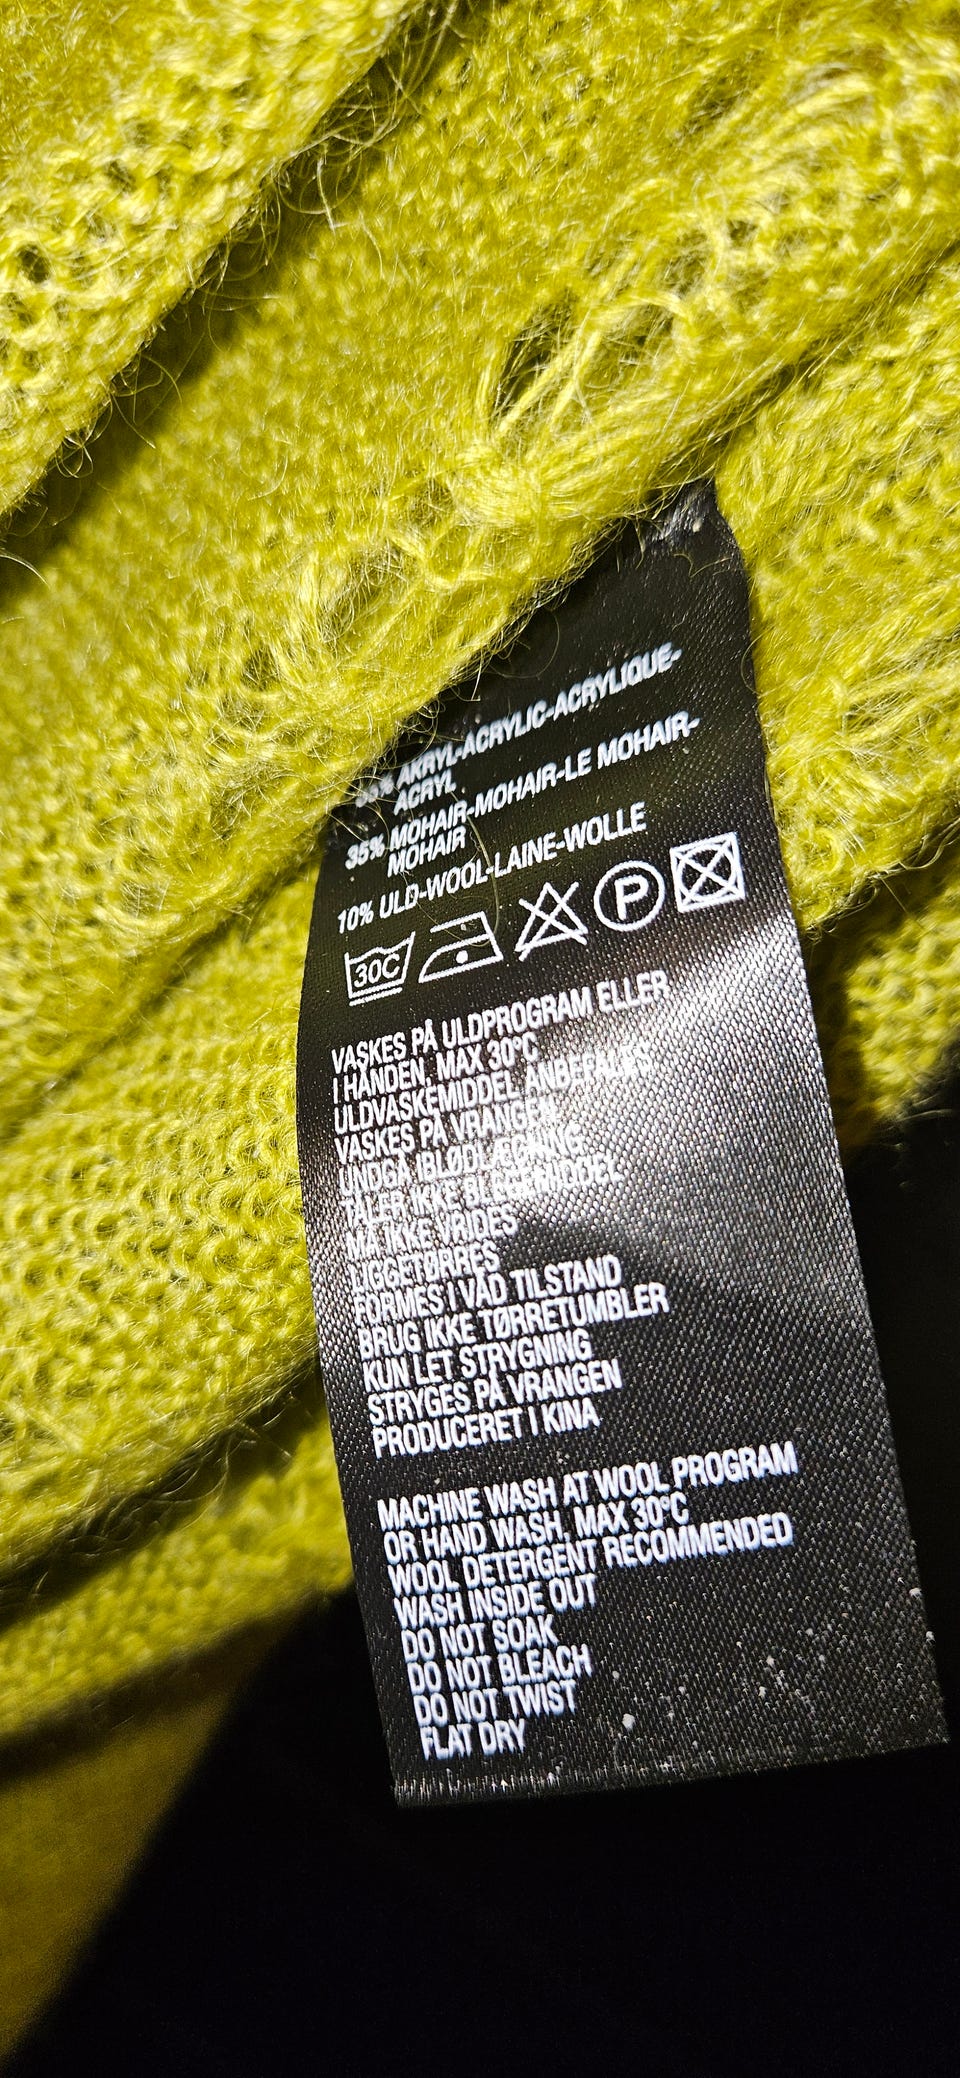 55% AKRYL-ACRYLIC-ACRYLIQUE-
ACRYL
35% MOHAIR-MOHAIR-LE MOHAIR-
MOHAIR
10% ULD-WOOL-LAINE-WOLLE
30C P
VASKES PÅ ULDPROGRAM ELLER
I HÅNDEN, MAX 30°C
ULDVASKEMIDDEL ANBEFALES
VASKES PÅ VRANGEN
UNDGÅ IBLØDLÆGNING
TÅLER IKKE BLEGEMIDDEL
MÅ IKKE VRIDES
LIGGETØRRES
FORMES I VÅD TILSTAND
BRUG IKKE TØRRETUMBLER
KUN LET STRYGNING
STRYGES PÅ VRANGEN
PRODUCERET I KINA
MACHINE WASH AT WOOL PROGRAM
OR HAND WASH, MAX 30°C
WOOL DETERGENT RECOMMENDED
WASH INSIDE OUT
DO NOT SOAK
DO NOT BLEACH
DO NOT TWIST
FLAT DRY